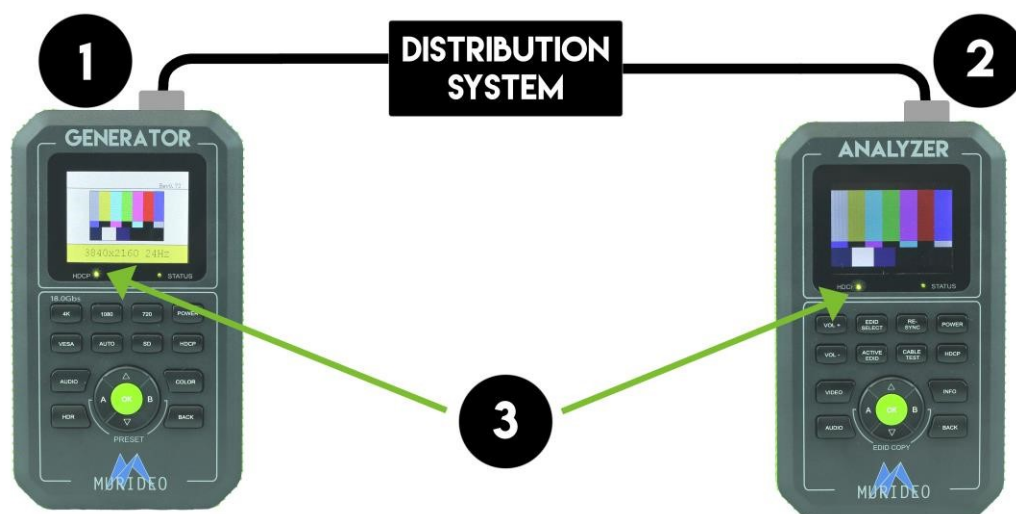 1
DISTRIBUTION
SYSTEM
2
GENERATOR
3840x2160 24Hz
HDCP
STATUS
18.0Gbs
4K
1080
720
POWER
VESA
AUTO
SD
HDCP
AUDIO
COLOR
A
OK
B
HDR
BACK
PRESET
MURIDEO
3
ANALYZER
HDCI
STATUS
VOL +
EDID
SELECT
RE-
SYNC
POWER
VOL -
ACTIVE
EDID
CABLE
TEST
HDCP
VIDEO
INFO
A
OK
B
AUDIO
BACK
EDID COPY
MURIDEO